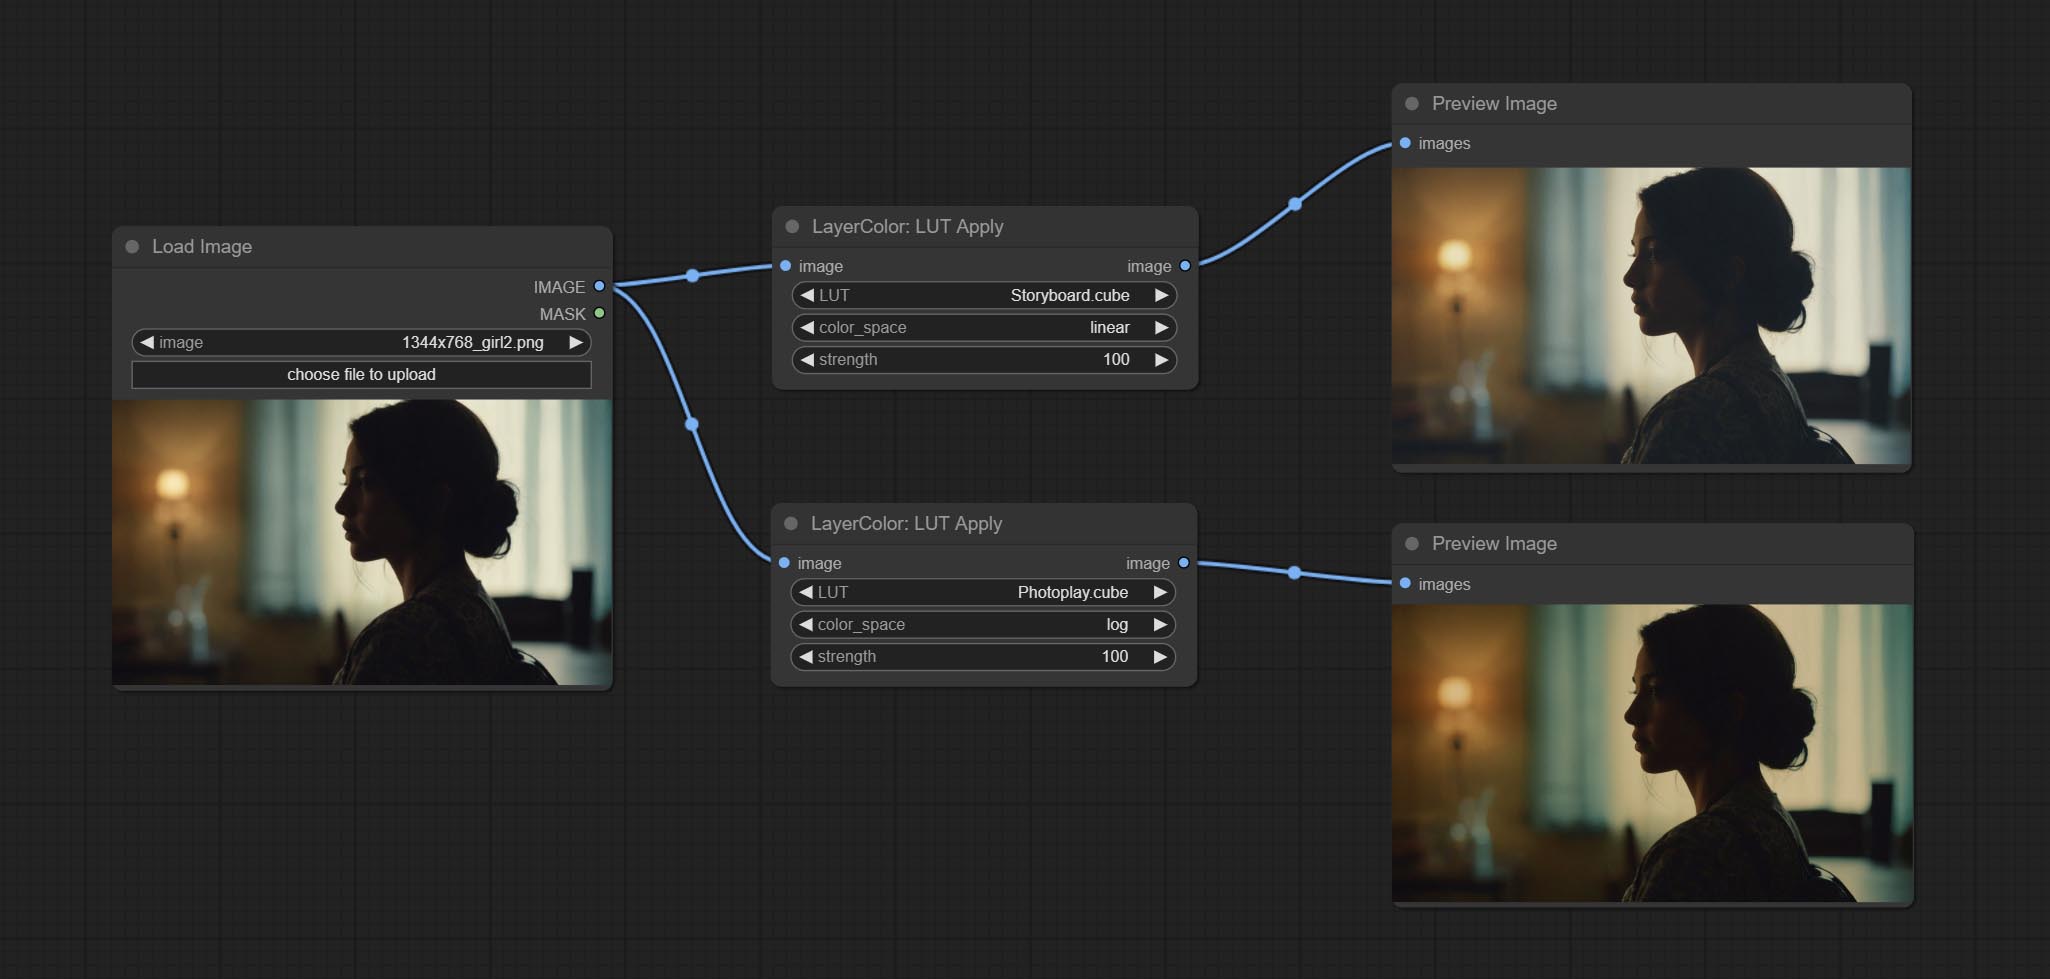 Load Image
IMAGE
MASK
image 1344x768_girl2.png
choose file to upload
LayerColor: LUT Apply
image image
LUT Storyboard.cube
color_space linear
strength 100
LayerColor: LUT Apply
image image
LUT Photoplay.cube
color_space log
strength 100
Preview Image
images
Preview Image
images